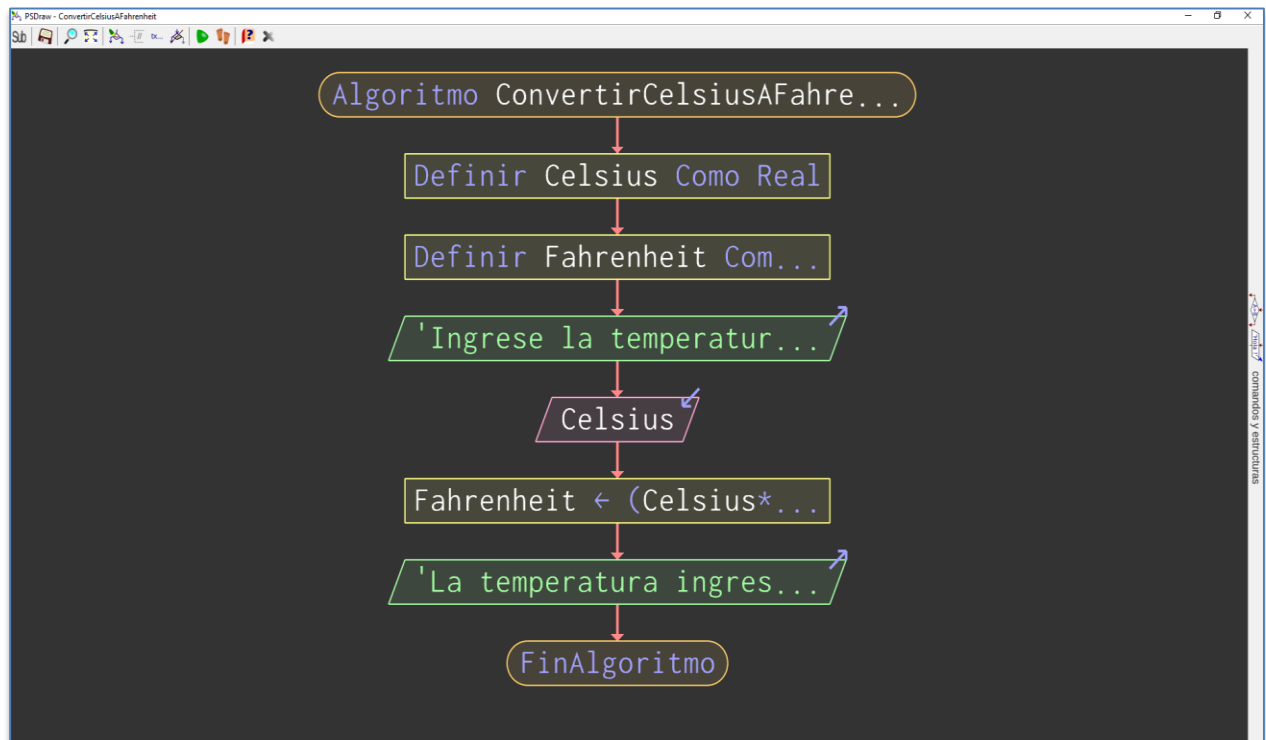 PSDraw - ConvertirCelsiusAFahrenheit
Sub
Algoritmo ConvertirCelsiusAFahre...
Definir Celsius Como Real
Definir Fahrenheit Com...
'Ingrese la temperatur...
Celsius
Fahrenheit ← (Celsius*...
'La temperatura ingres...
FinAlgoritmo
comandos y estructuras